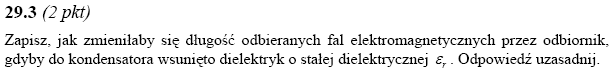 29.3 (2 pkt)
Zapisz, jak zmieniłaby się długość odbieranych fal elektromagnetycznych przez odbiornik,
gdyby do kondensatora wsunięto dielektryk o stałej dielektrycznej εr . Odpowiedź uzasadnij.